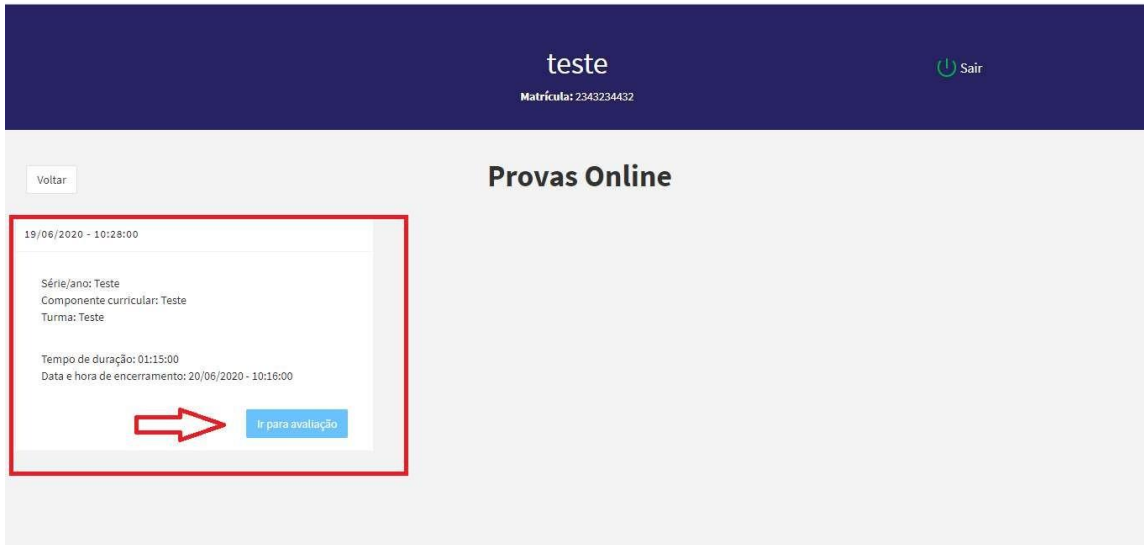 teste
Sair
Matrícula: 2343234432
Voltar
Provas Online
19/06/2020 - 10:28:00
Série/ano: Teste
Componente curricular: Teste
Turma: Teste
Tempo de duração: 01:15:00
Data e hora de encerramento: 20/06/2020 - 10:16:00
Ir para avaliação